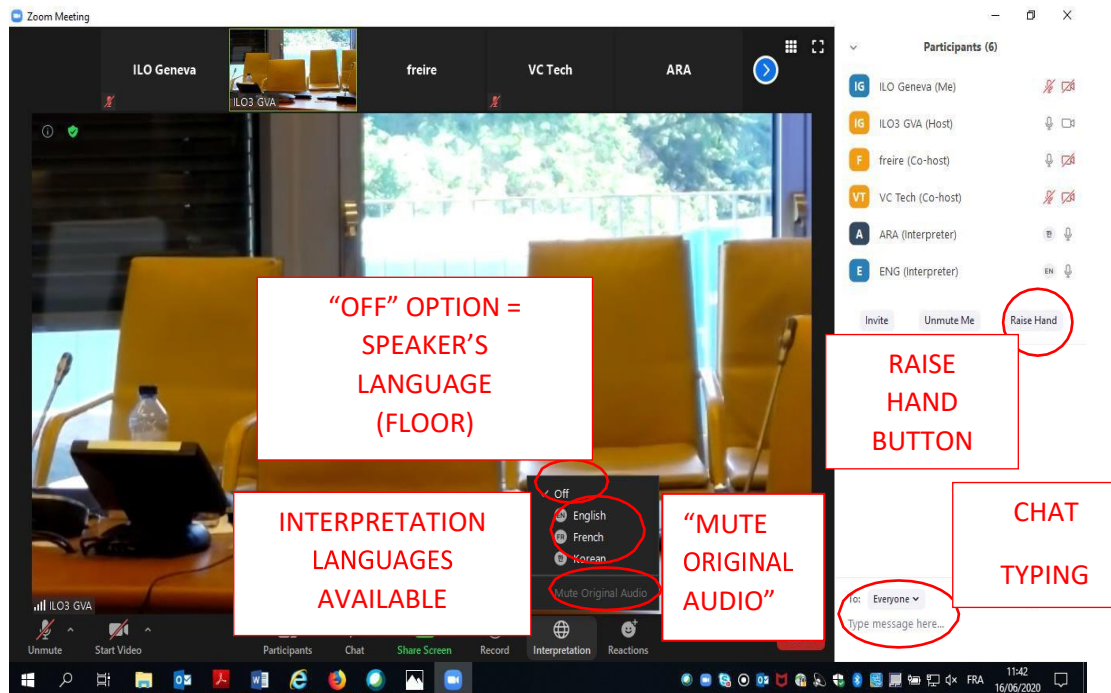 Zoom Meeting
ILO Geneva
ILO3 GVA
freire
VC Tech
ARA
Participants (6)
IG ILO Geneva (Me)
IG ILO3 GVA (Host)
F freire (Co-host)
VT VC Tech (Co-host)
A ARA (Interpreter)
E ENG (Interpreter) EN
Invite Unmute Me Raise Hand
“OFF” OPTION =
SPEAKER’S
LANGUAGE
(FLOOR)
RAISE
HAND
BUTTON
INTERPRETATION
LANGUAGES
AVAILABLE
Off
EN English
FR French
Korean
Mute Original Audio
“MUTE
ORIGINAL
AUDIO”
CHAT
TYPING
To: Everyone
Type message here...
ILO3 GVA
Unmute
Start Video
Participants
Chat
Share Screen
Record
Interpretation
Reactions
FRA
11:42
16/06/2020